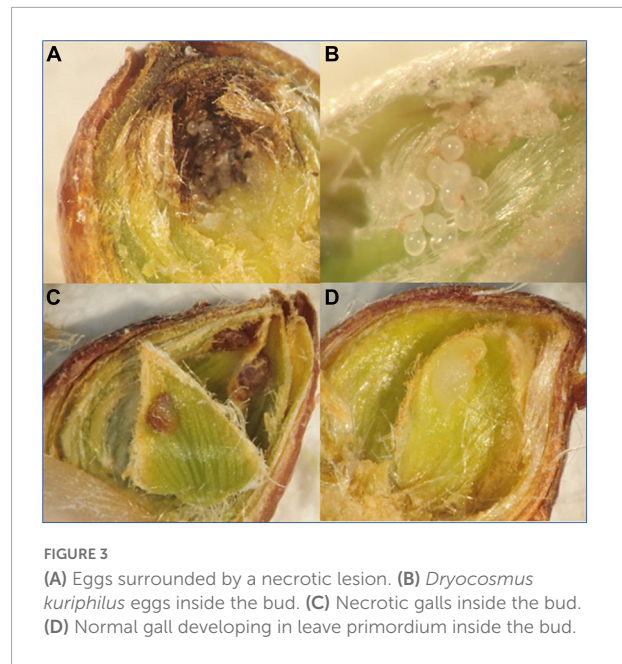 A
B
C
D
FIGURE 3
(A) Eggs surrounded by a necrotic lesion. (B) Dryocosmus
kuriphilus eggs inside the bud. (C) Necrotic galls inside the bud.
(D) Normal gall developing in leave primordium inside the bud.